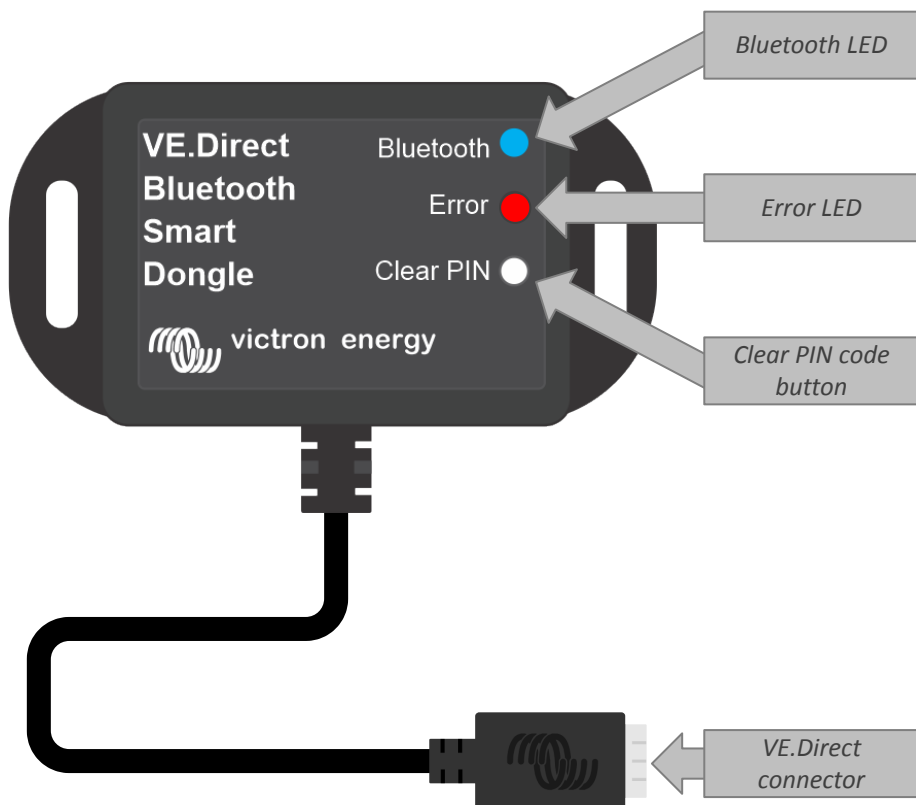 Bluetooth LED
VE.Direct
Bluetooth
Smart
Dongle
Bluetooth
Error
Clear PIN
victron energy
Error LED
Clear PIN code
button
VE.Direct
connector